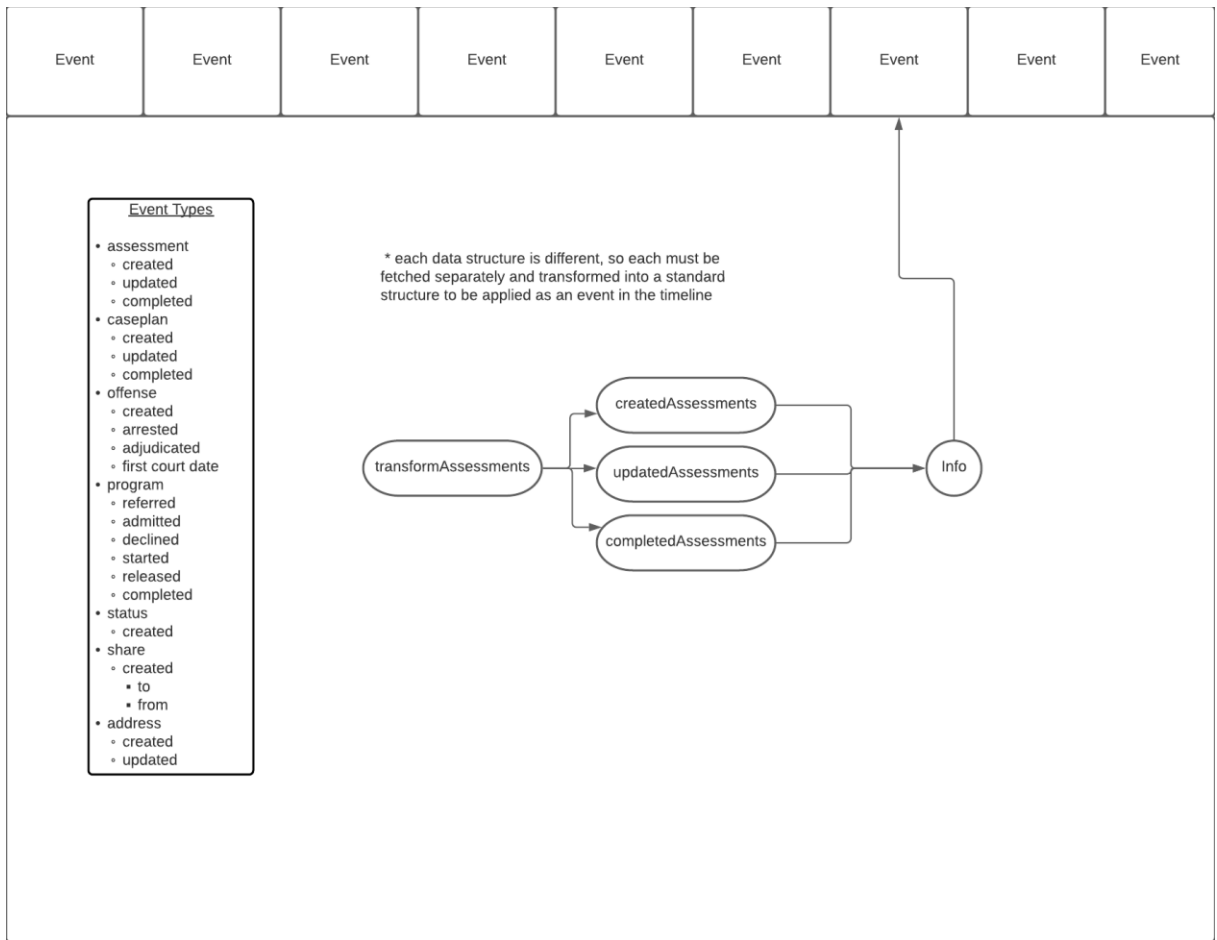 Event
Event
Event
Event
Event
Event
Event
Event
Event
Event Types
• assessment
◦ created
◦ updated
◦ completed
• caseplan
◦ created
◦ updated
◦ completed
• offense
◦ created
◦ arrested
◦ adjudicated
◦ first court date
• program
◦ referred
◦ admitted
◦ declined
◦ started
◦ released
◦ completed
• status
◦ created
• share
◦ created
▪ to
▪ from
• address
◦ created
◦ updated
* each data structure is different, so each must be
fetched separately and transformed into a standard
structure to be applied as an event in the timeline
transformAssessments
createdAssessments
updatedAssessments
completedAssessments
Info